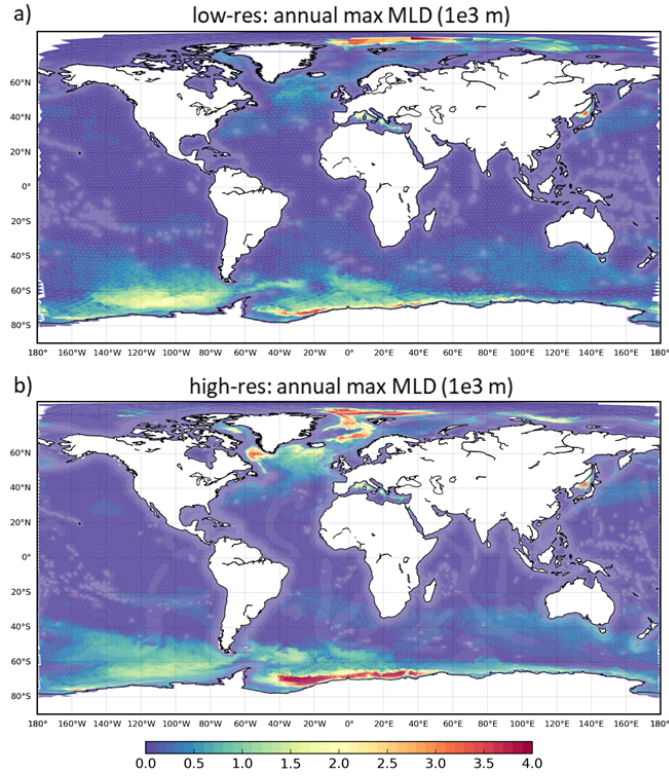 a)
low-res: annual max MLD (1e3 m)
60°N
40°N
20°N
0°
20°S
40°S
60°S
80°S
180° 160°W 140°W 120°W 100°W 80°W 60°W 40°W 20°W 0° 20°E 40°E 60°E 80°E 100°E 120°E 140°E 160°E 180°
b)
high-res: annual max MLD (1e3 m)
60°N
40°N
20°N
0°
20°S
40°S
60°S
80°S
180° 160°W 140°W 120°W 100°W 80°W 60°W 40°W 20°W 0° 20°E 40°E 60°E 80°E 100°E 120°E 140°E 160°E 180°
0.0 0.5 1.0 1.5 2.0 2.5 3.0 3.5 4.0